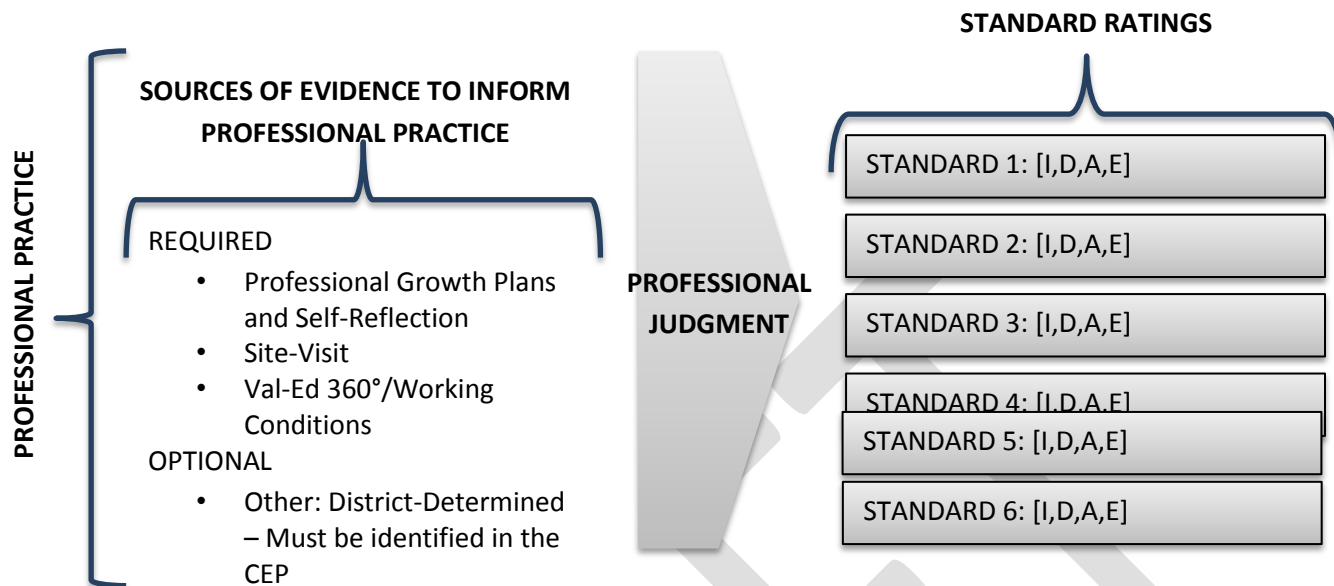 STANDARD RATINGS
PROFESSIONAL PRACTICE
SOURCES OF EVIDENCE TO INFORM
PROFESSIONAL PRACTICE
REQUIRED
• Professional Growth Plans
and Self-Reflection
• Site-Visit
• Val-Ed 360°/Working
Conditions
OPTIONAL
• Other: District-Determined
– Must be identified in the
CEP
PROFESSIONAL
JUDGMENT
STANDARD 1: [I,D,A,E]
STANDARD 2: [I,D,A,E]
STANDARD 3: [I,D,A,E]
STANDARD 4: [I,D,A,E]
STANDARD 5: [I,D,A,E]
STANDARD 6: [I,D,A,E]